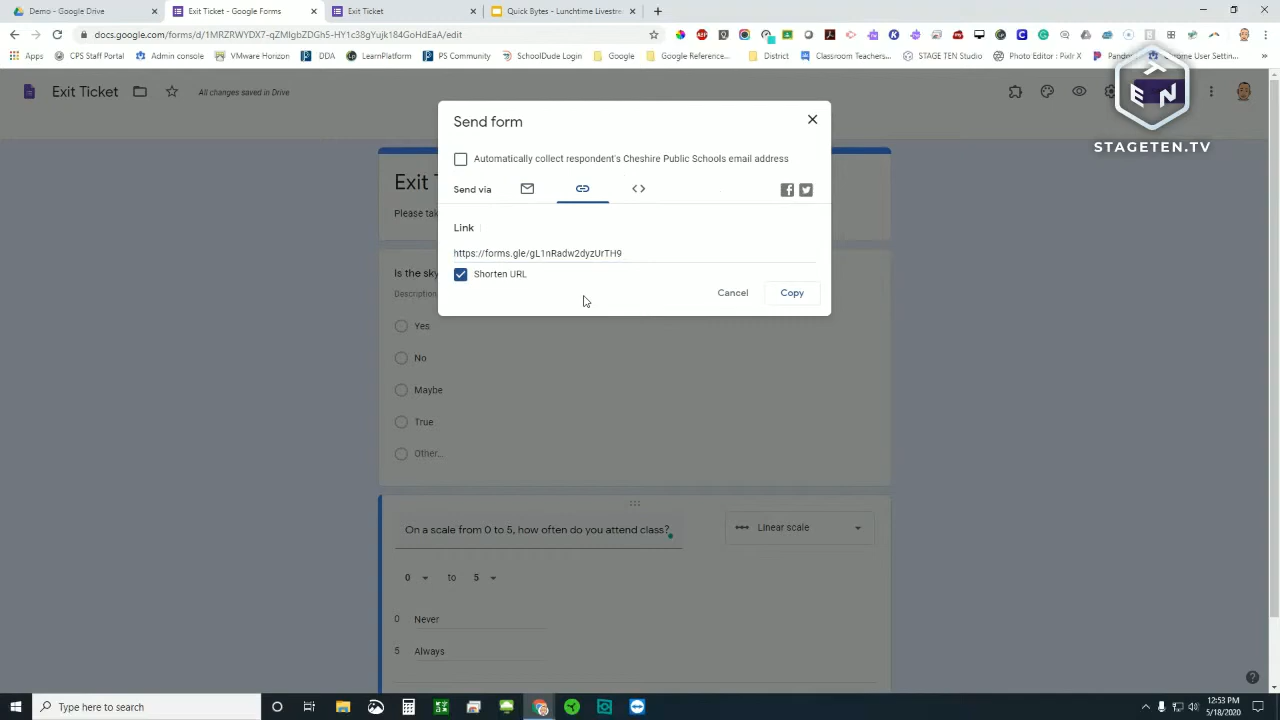 Demo - Google Drive
Exit Ticket - Google Forms
Exit Ticket
Quick Bytes - Lunchtime Livestre
docs.google.com/forms/d/1MRZRWYDX7-qZMlgbZDGh5-HY1c38gYujk184GoHdEaA/edit
CPS Staff Portal
Admin console
VMware Horizon
DDA
LearnPlatform
PS Committee
SchoolDude Login
Google
Google Reference...
District
Classroom Teachers...
STAGE TEN Studio
Photo Editor : Pixlr X
Pand
ome User Settin...
Exit Ticket
All changes saved in Drive
TEN
STAGETEN.TV
Send form
Automatically collect respondent's Cheshire Public Schools email address
Send via
Link
https://forms.gle/gL1nRadw2dyzUrTH9
Shorten URL
Cancel
Copy
Exit T
Please tak
Is the sky
Description
Yes
No
Maybe
True
Other...
On a scale from 0 to 5, how often do you attend class?
Linear scale
0 to 5
0 Never
5 Always
Type here to search
12:53 PM
5/18/2020